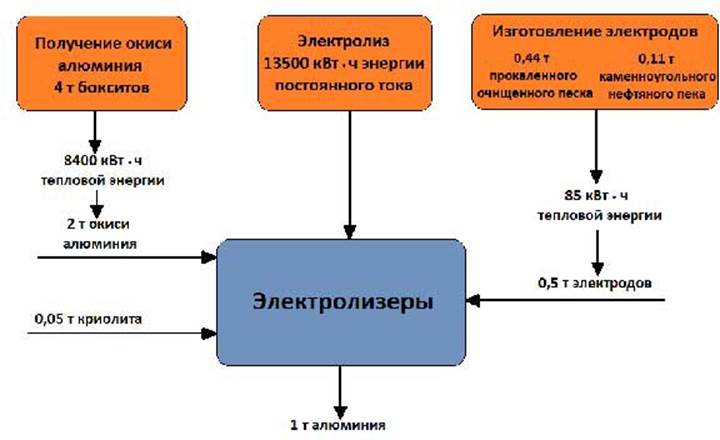 Получение окиси
алюминия
4 т бокситов
Электролиз
13500 кВт · ч энергии
постоянного тока
Изготовление электродов
0,44 т
прокаленного
очищенного песка
0,11 т
каменноугольного
нефтяного пека
8400 кВт · ч
тепловой энергии
2 т окиси
алюминия
85 кВт · ч
тепловой энергии
0,5 т электродов
Электролизеры
0,05 т криолита
1 т алюминия